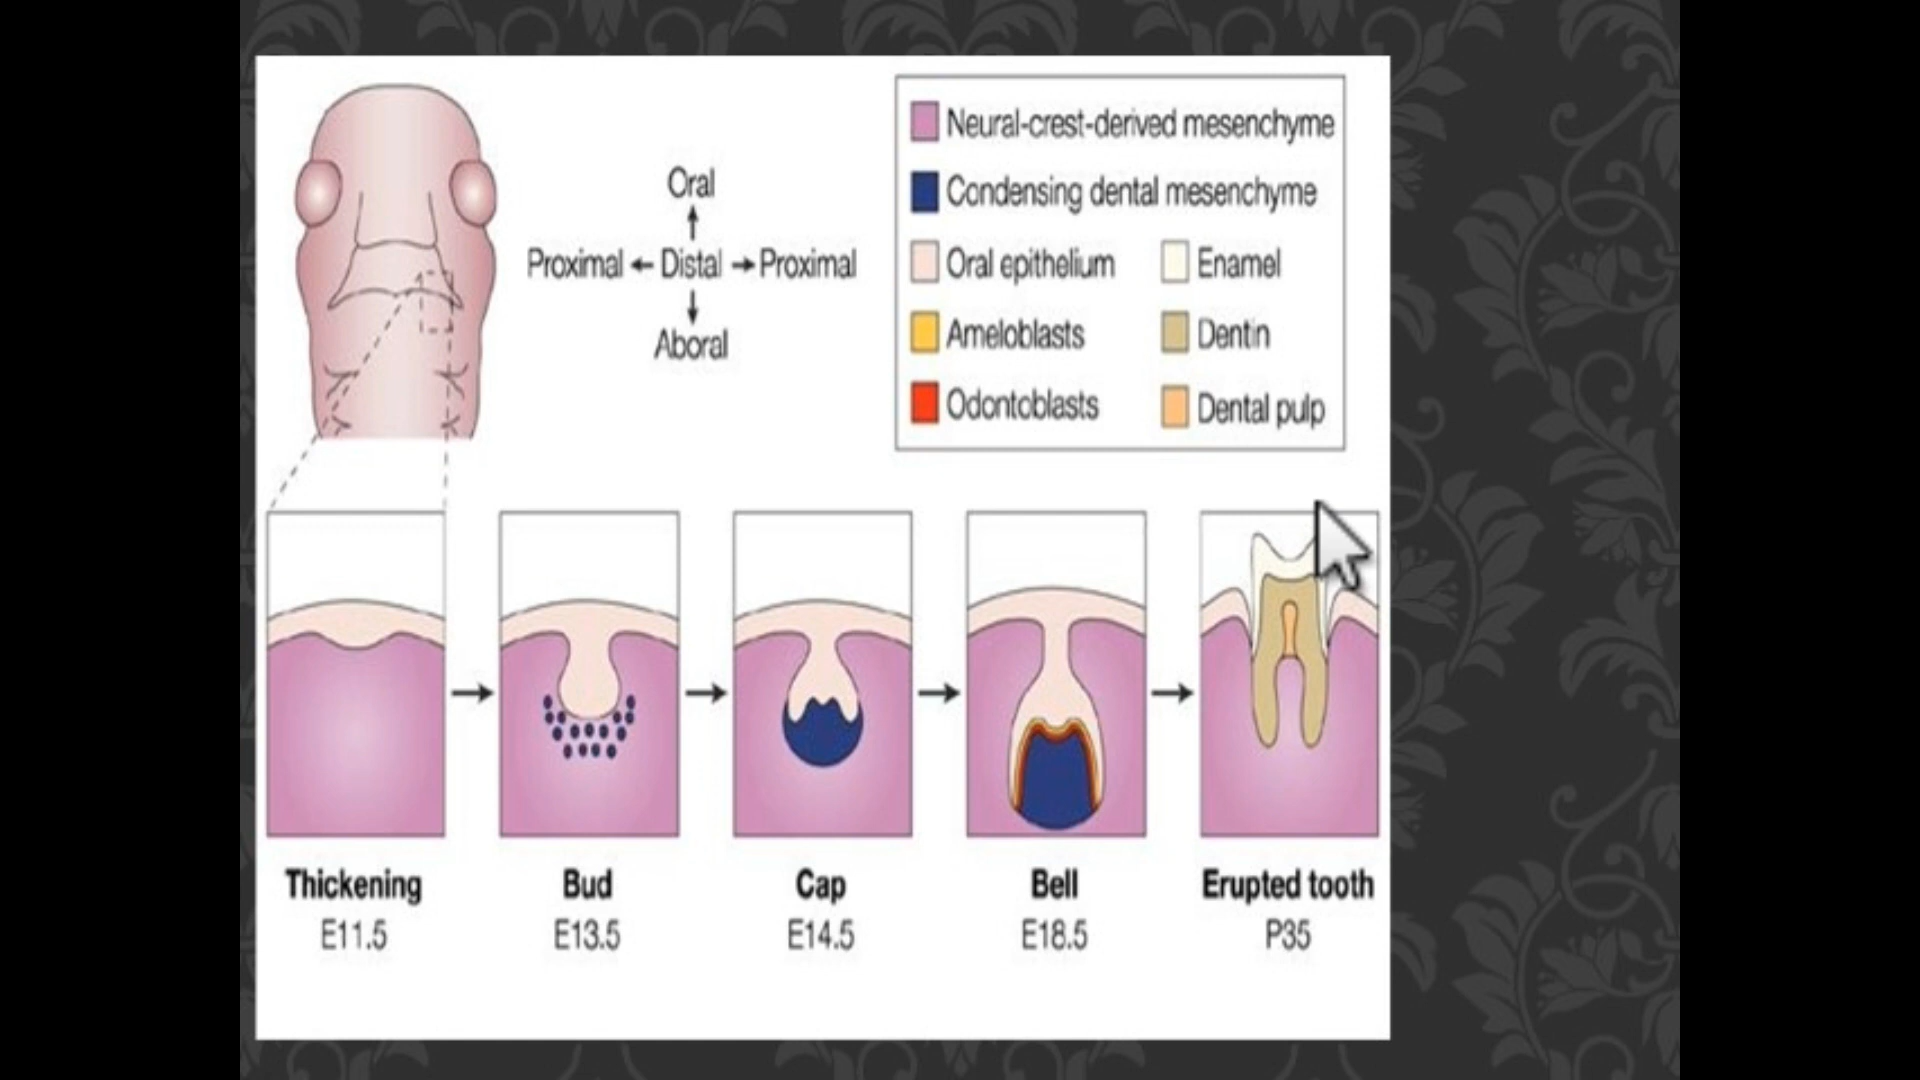 Neural-crest-derived mesenchyme
Condensing dental mesenchyme
Oral epithelium
Enamel
Ameloblasts
Dentin
Odontoblasts
Dental pulp
Oral
Proximal ← Distal → Proximal
Aboral
Thickening
E11.5
Bud
E13.5
Cap
E14.5
Bell
E18.5
Erupted tooth
P35